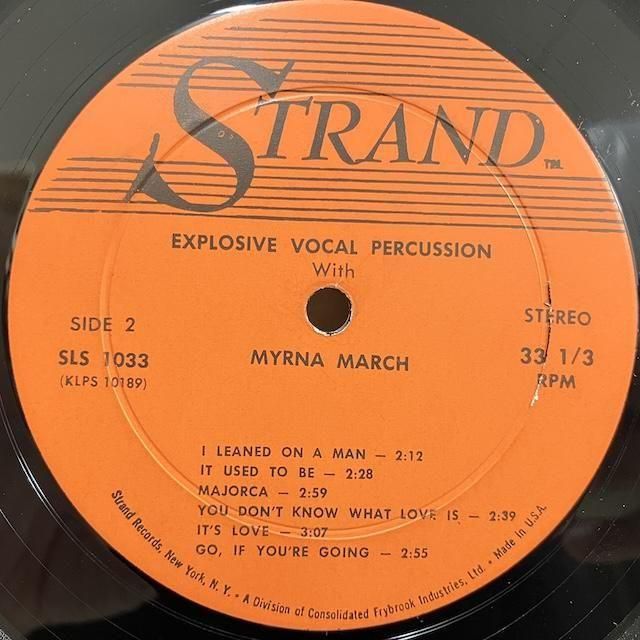 STRAND TM.
EXPLOSIVE VOCAL PERCUSSION
With
SIDE 2
STEREO
SLS 1033
MYRNA MARCH
33 1/3
(KLPS 10189)
RPM
I LEANED ON A MAN — 2:12
IT USED TO BE — 2:28
MAJORCA — 2:59
YOU DON'T KNOW WHAT LOVE IS — 2:39
IT'S LOVE — 3:07
GO, IF YOU'RE GOING — 2:55
Strand Records, New York, N. Y. • A Division of Consolidated Frybrook Industries, Ltd. • Made In U.S.A.